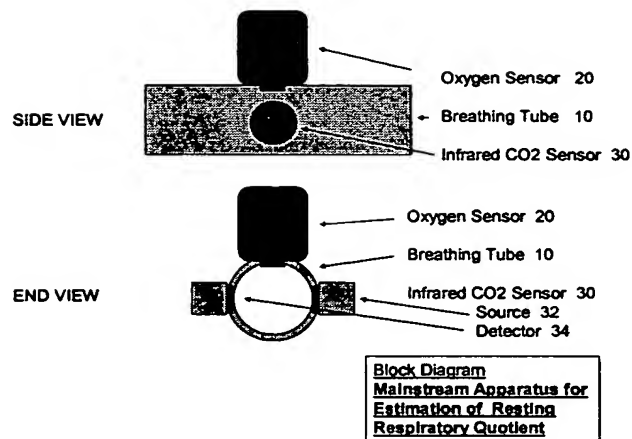 Oxygen Sensor 20
SIDE VIEW
Breathing Tube 10
Infrared CO2 Sensor 30
Oxygen Sensor 20
Breathing Tube 10
END VIEW
Infrared CO2 Sensor 30
Source 32
Detector 34
Block Diagram
Mainstream Apparatus for
Estimation of Resting
Respiratory Quotient